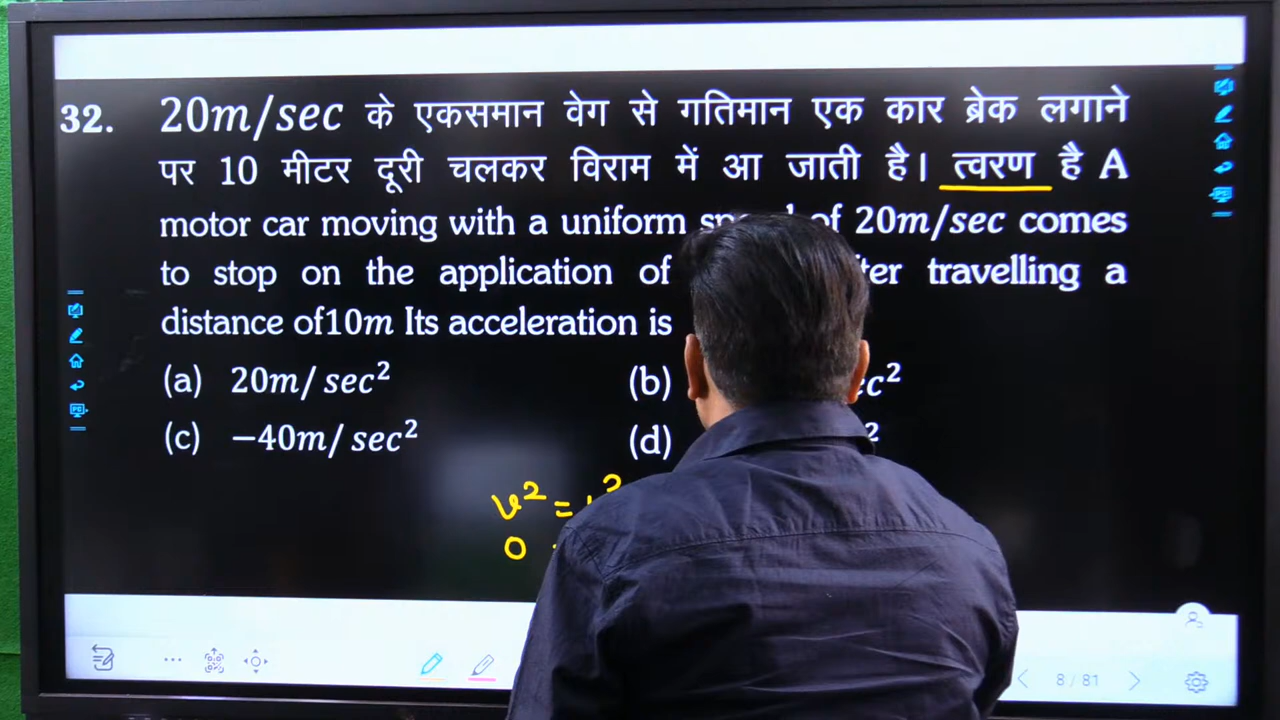 32. 20m/sec के एकसमान वेग से गतिमान एक कार ब्रेक लगाने
पर 10 मीटर दूरी चलकर विराम में आ जाती है। त्वरण है A
motor car moving with a uniform of 20m/sec comes
to stop on the application of travelling a
distance of10m Its acceleration is
(a) 20m/sec² (b)
(c) −40m/sec² (d)
v² =
0
8 / 81